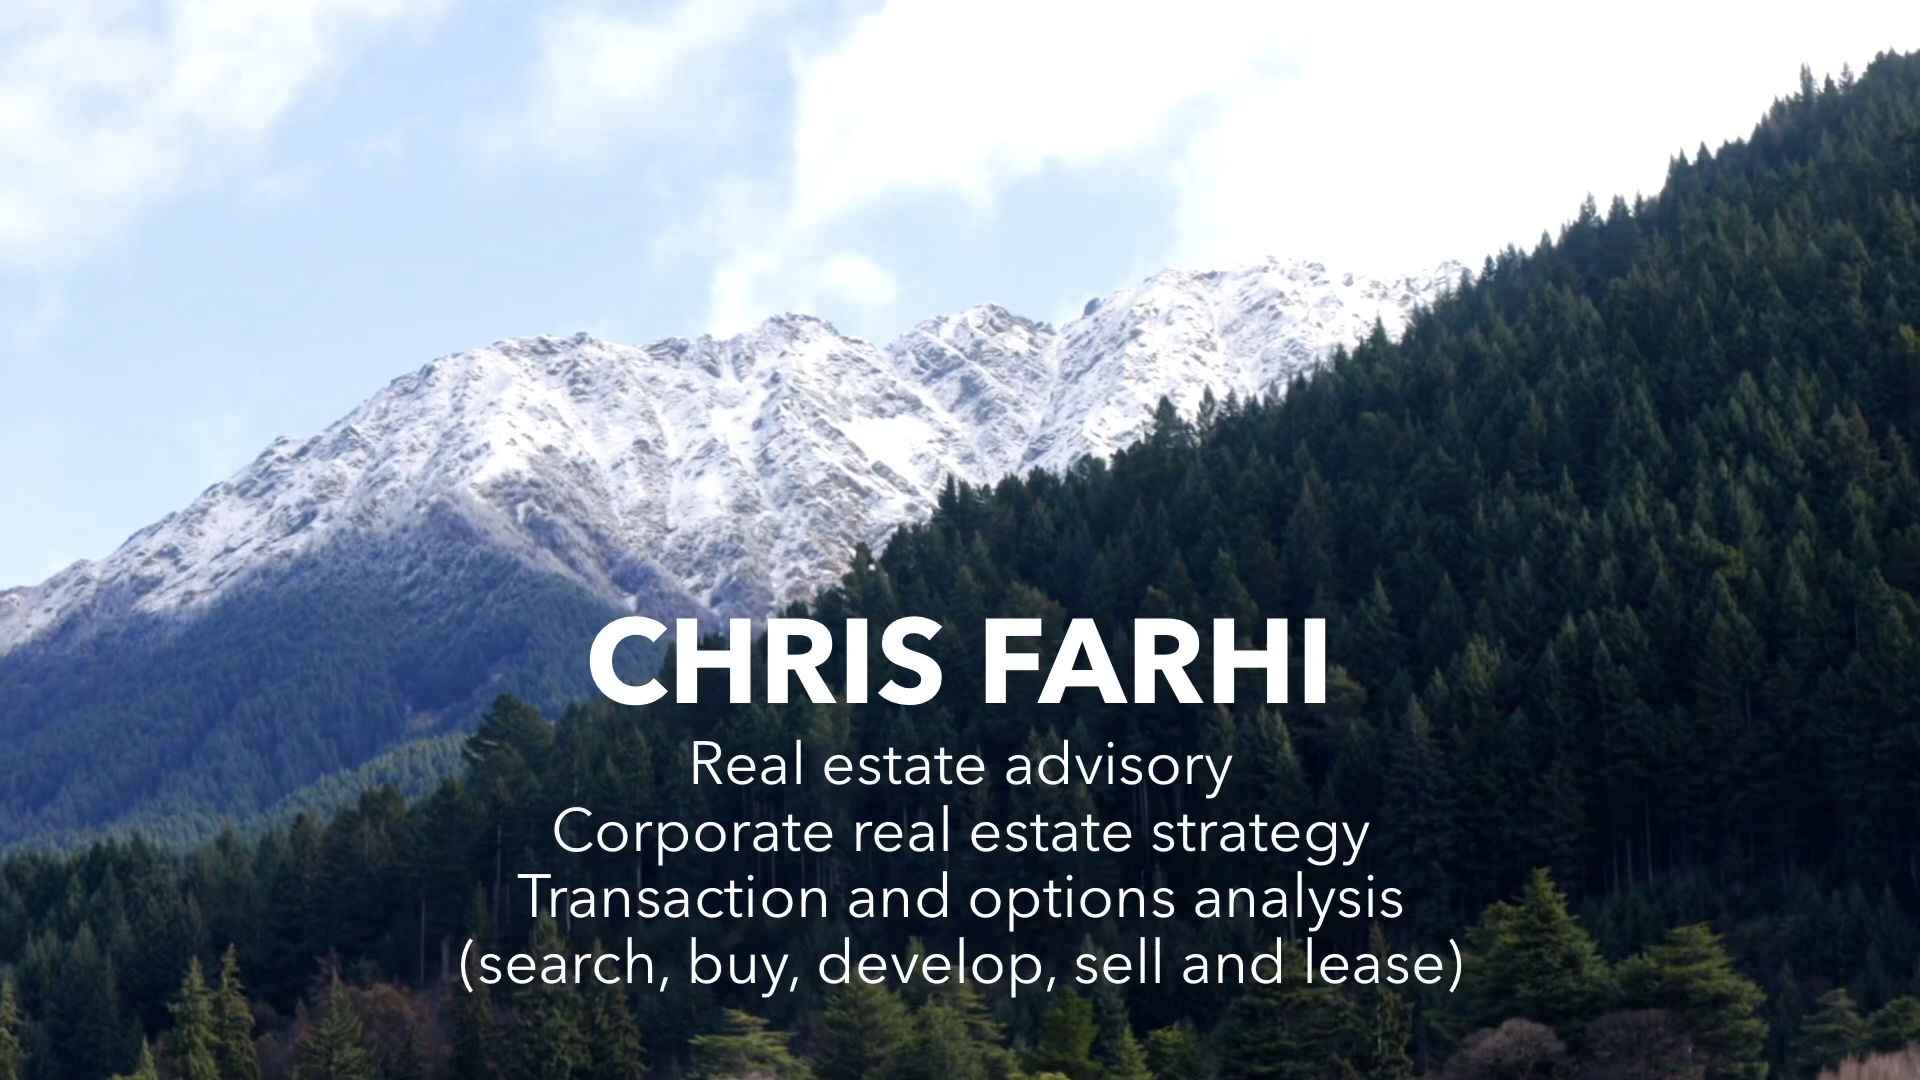 CHRIS FARHI
Real estate advisory
Corporate real estate strategy
Transaction and options analysis
(search, buy, develop, sell and lease)